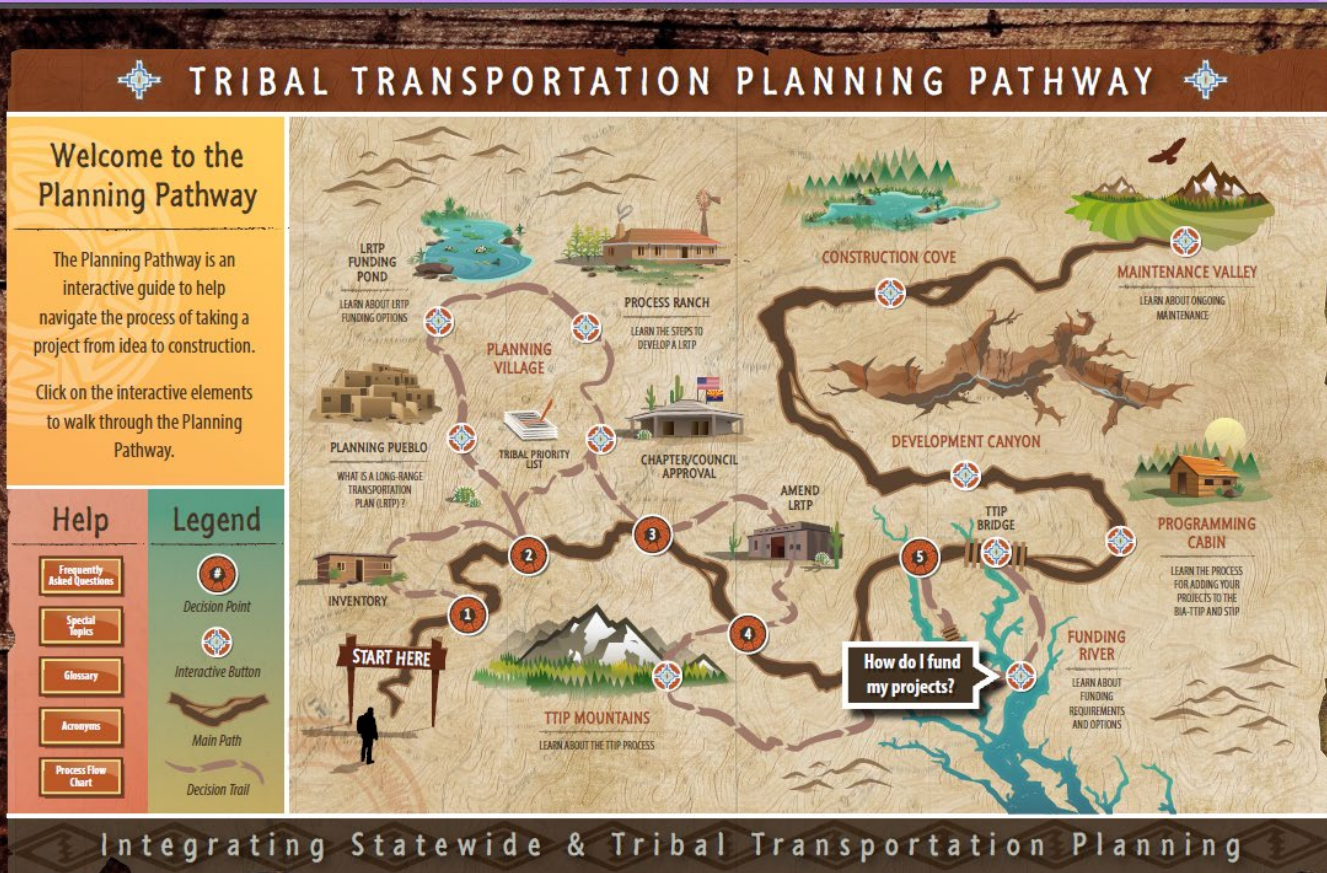 TRIBAL TRANSPORTATION PLANNING PATHWAY
Welcome to the
Planning Pathway
The Planning Pathway is an
interactive guide to help
navigate the process of taking a
project from idea to construction.
Click on the interactive elements
to walk through the Planning
Pathway.
Help
Frequently
Asked Questions
Special
Topics
Glossary
Acronyms
Process Flow
Chart
Legend
#
Decision Point
Interactive Button
Main Path
Decision Trail
LRTP
FUNDING
POND
LEARN ABOUT LRTP
FUNDING OPTIONS
PROCESS RANCH
LEARN THE STEPS TO
DEVELOP A LRTP
PLANNING
VILLAGE
PLANNING PUEBLO
WHAT IS A LONG-RANGE
TRANSPORTATION
PLAN (LRTP) ?
TRIBAL PRIORITY
LIST
CHAPTER/COUNCIL
APPROVAL
AMEND
LRTP
INVENTORY
1
2
3
4
5
START HERE
TTIP MOUNTAINS
LEARN ABOUT THE TTIP PROCESS
CONSTRUCTION COVE
MAINTENANCE VALLEY
LEARN ABOUT ONGOING
MAINTENANCE
DEVELOPMENT CANYON
TTIP
BRIDGE
PROGRAMMING
CABIN
LEARN THE PROCESS
FOR ADDING YOUR
PROJECTS TO THE
BIA-TTIP AND STIP
How do I fund
my projects?
FUNDING
RIVER
LEARN ABOUT
FUNDING
REQUIREMENTS
AND OPTIONS
Integrating Statewide & Tribal Transportation Planning